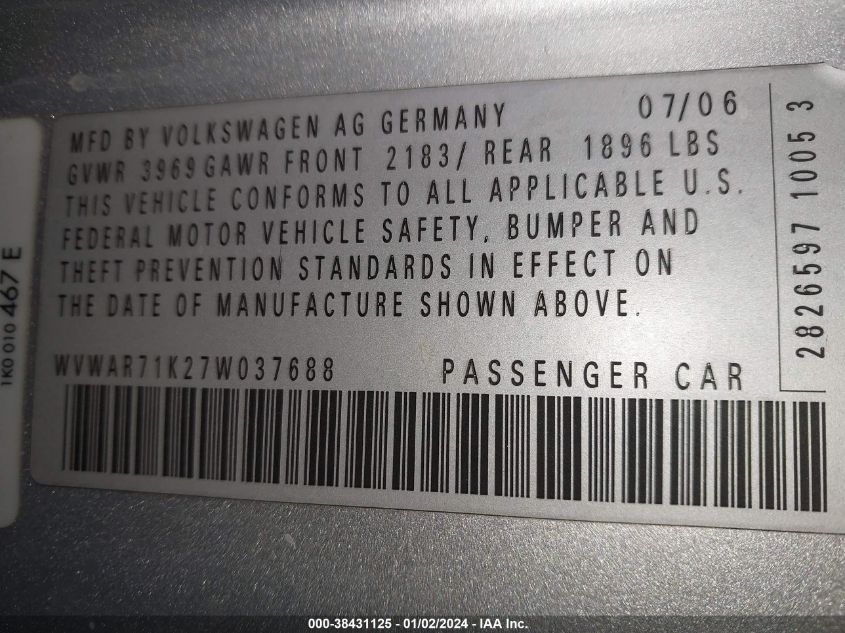 MFD BY VOLKSWAGEN AG GERMANY 07/06
GVWR 3969 GAWR FRONT 2183/ REAR 1896 LBS
THIS VEHICLE CONFORMS TO ALL APPLICABLE U.S.
FEDERAL MOTOR VEHICLE SAFETY, BUMPER AND
THEFT PREVENTION STANDARDS IN EFFECT ON
THE DATE OF MANUFACTURE SHOWN ABOVE.
WVWAR71K27W037688 PASSENGER CAR
2826597 1005 3
1K0 010 467 E
000-38431125 - 01/02/2024 - IAA Inc.